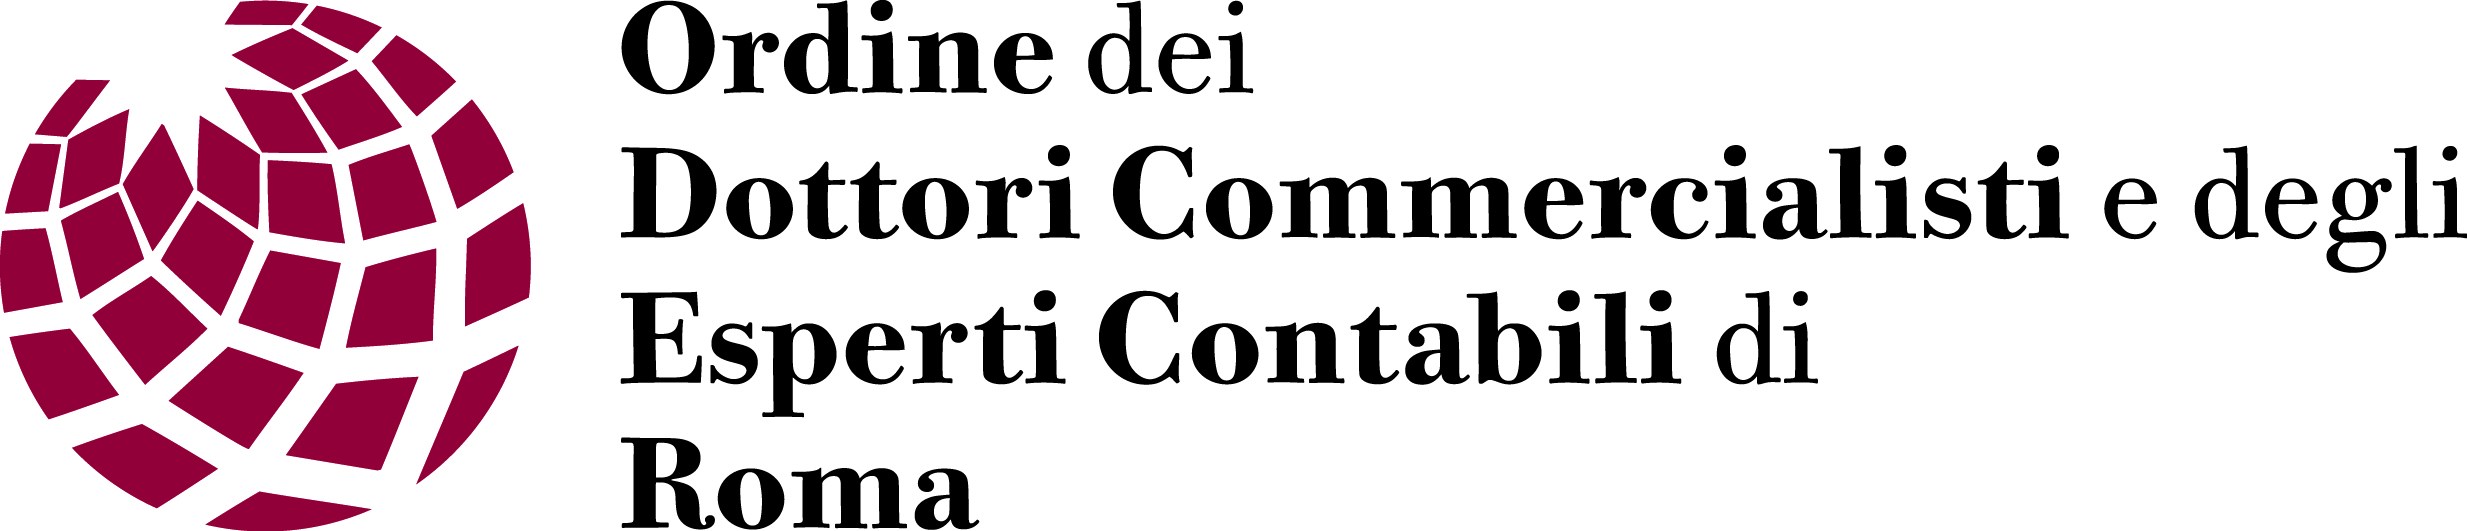 Ordine dei
Dottori Commercialisti e degli
Esperti Contabili di
Roma